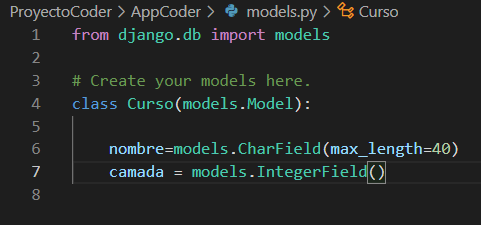 ProyectoCoder > AppCoder > models.py > Curso
1 from django.db import models
2
3 # Create your models here.
4 class Curso(models.Model):
5
6 nombre=models.CharField(max_length=40)
7 camada = models.IntegerField()
8